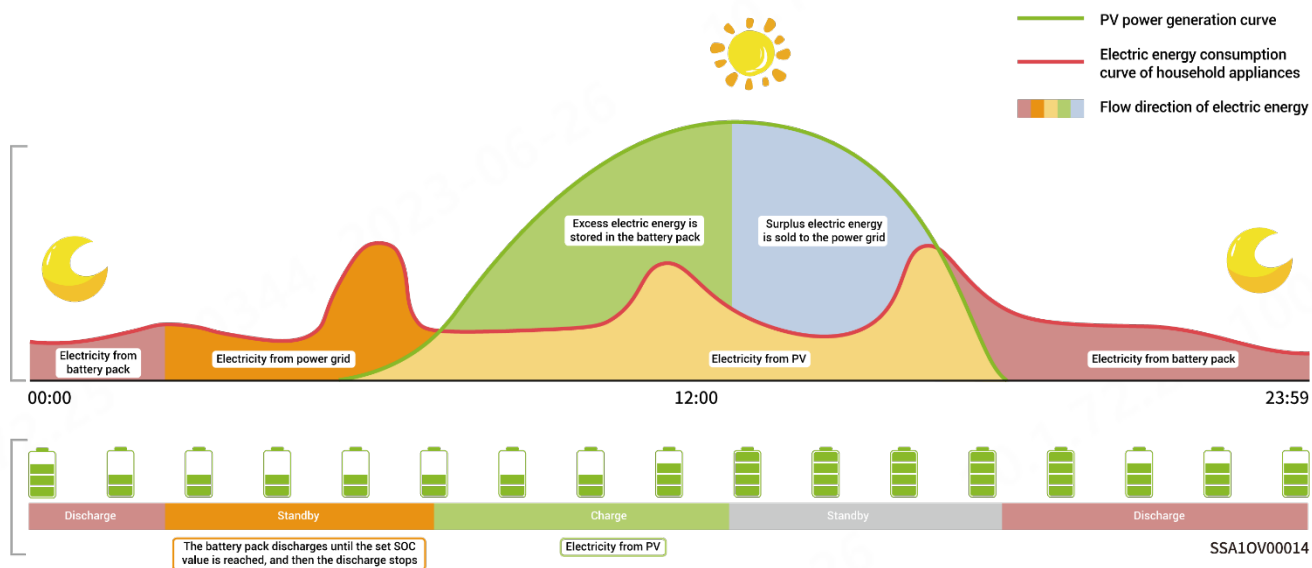 PV power generation curve
Electric energy consumption
curve of household appliances
Flow direction of electric energy
Excess electric energy is
stored in the battery pack
Surplus electric energy
is sold to the power grid
Electricity from
battery pack
Electricity from power grid
Electricity from PV
Electricity from battery pack
00:00
12:00
23:59
Discharge
Standby
Charge
Standby
Discharge
The battery pack discharges until the set SOC
value is reached, and then the discharge stops
Electricity from PV
SSA1OV00014